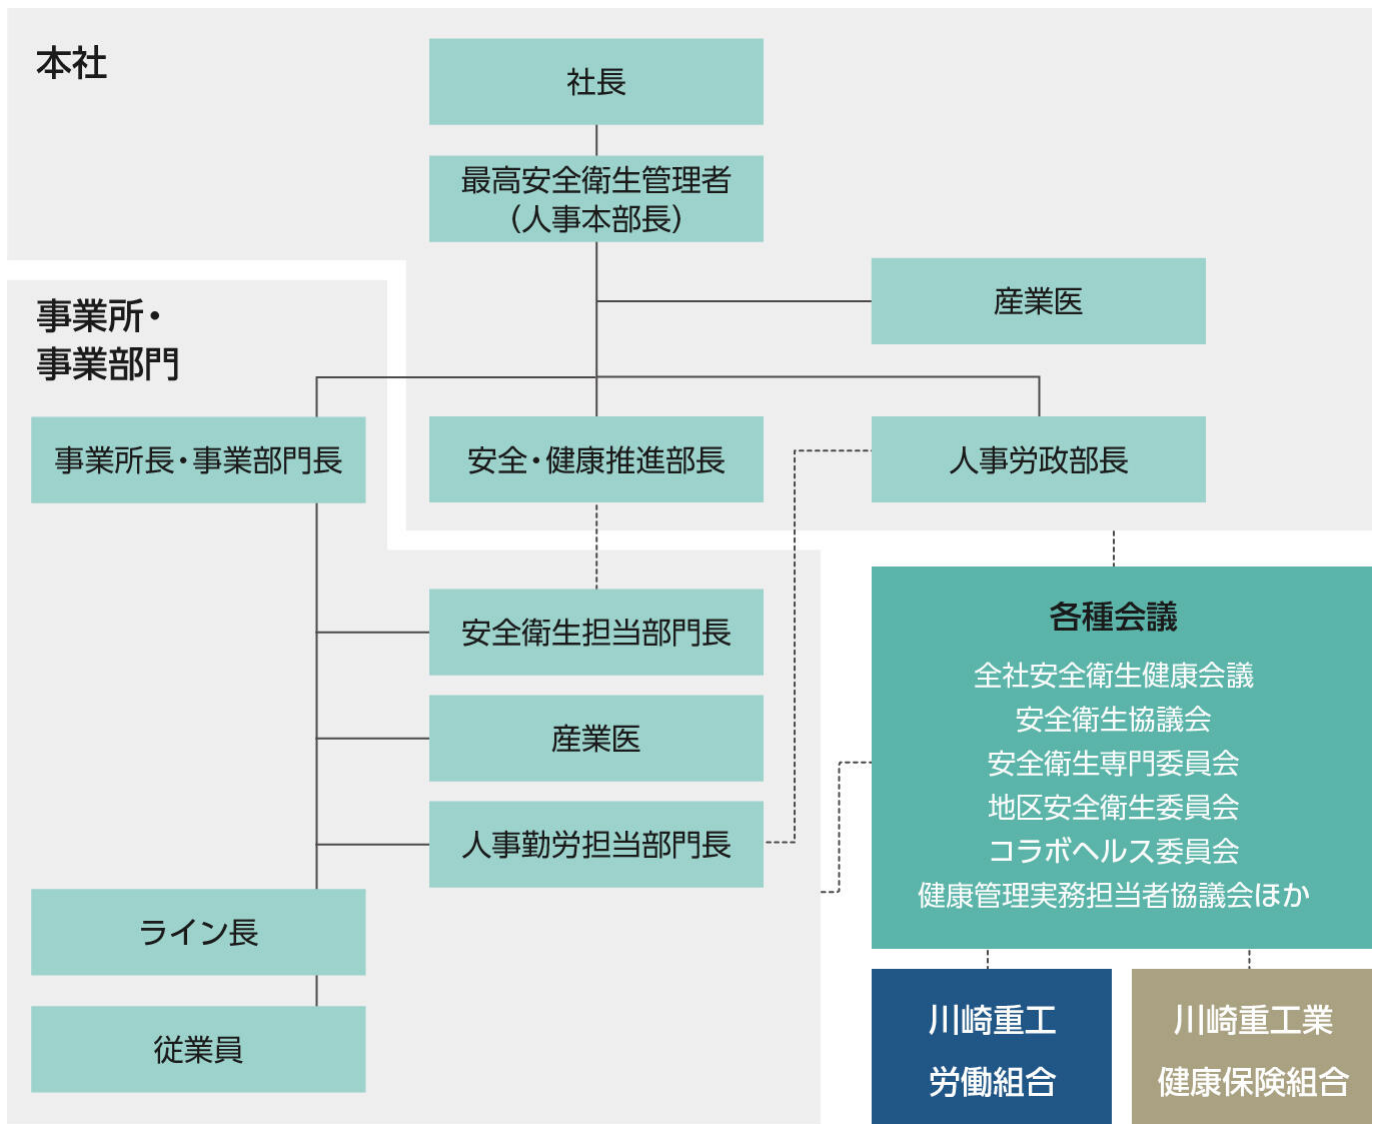 本社
社長
最高安全衛生管理者
（人事本部長）
産業医
事業所・
事業部門
事業所長・事業部門長
安全・健康推進部長
人事労政部長
安全衛生担当部門長
産業医
人事勤労担当部門長
ライン長
従業員
各種会議
全社安全衛生健康会議
安全衛生協議会
安全衛生専門委員会
地区安全衛生委員会
コラボヘルス委員会
健康管理実務担当者協議会ほか
川崎重工
労働組合
川崎重工業
健康保険組合